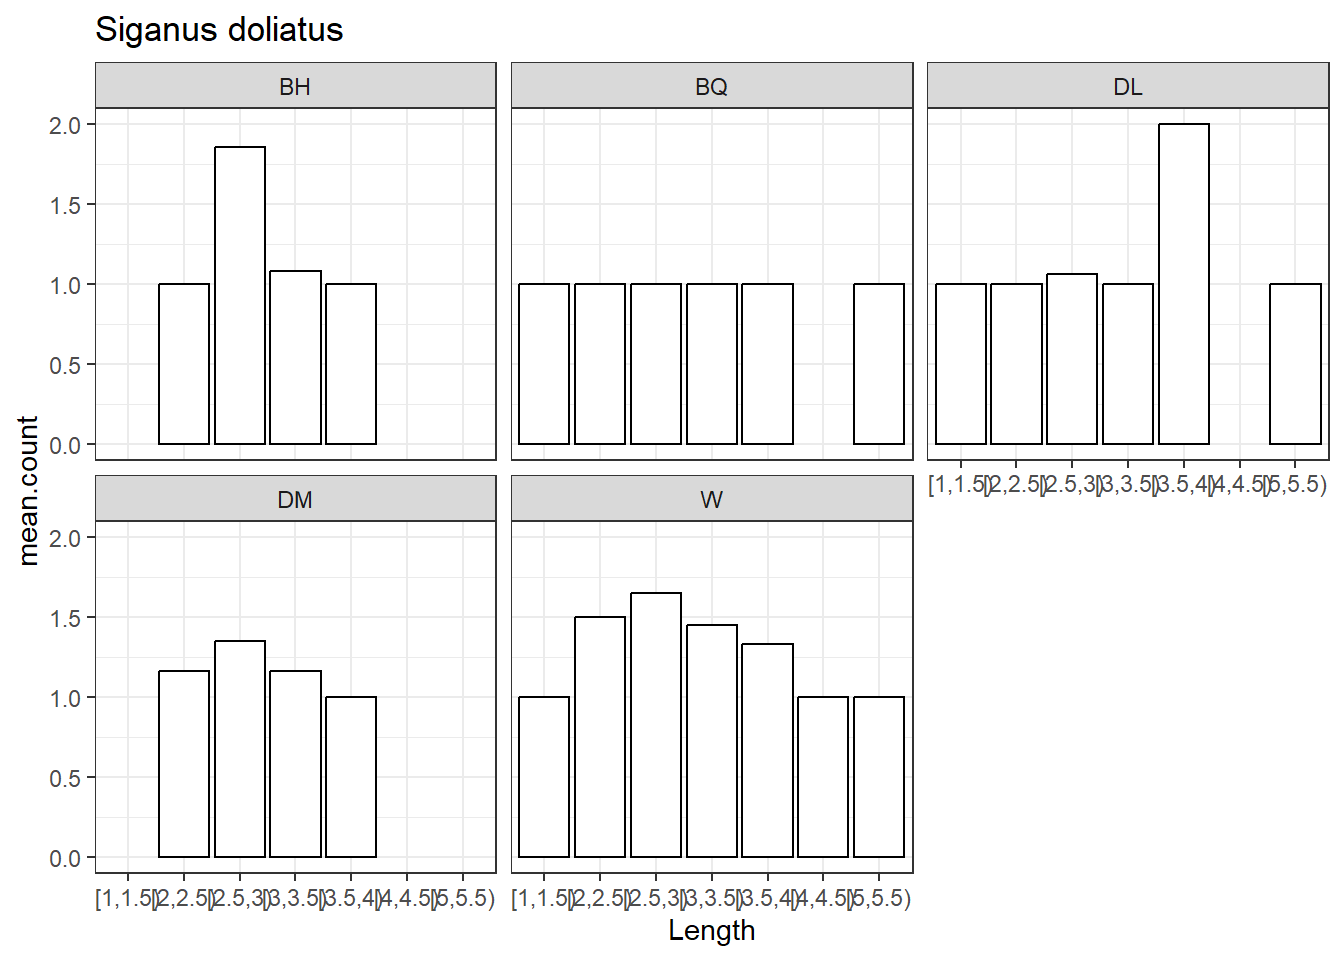 Siganus doliatus
BH BQ DL
2.0
1.5
1.0
0.5
0.0
[1,1.5) [2,2.5) [2.5,3) [3,3.5) [3.5,4) [4,4.5) [5,5.5)
DM W
2.0
1.5
1.0
0.5
0.0
[1,1.5) [2,2.5) [2.5,3) [3,3.5) [3.5,4) [4,4.5) [5,5.5) [1,1.5) [2,2.5) [2.5,3) [3,3.5) [3.5,4) [4,4.5) [5,5.5)
Length
mean.count